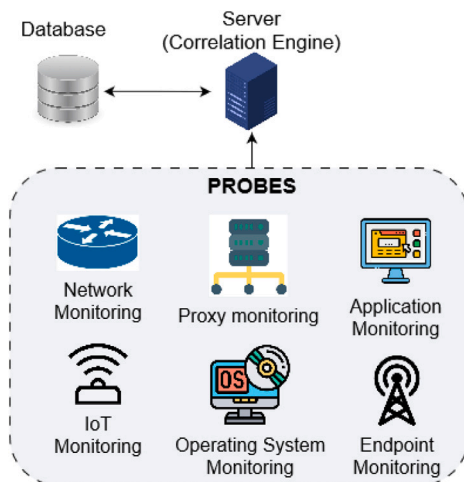 Database
Server
(Correlation Engine)
PROBES
Network
Monitoring
Proxy monitoring
Application
Monitoring
IoT
Monitoring
OS
Operating System
Monitoring
Endpoint
Monitoring